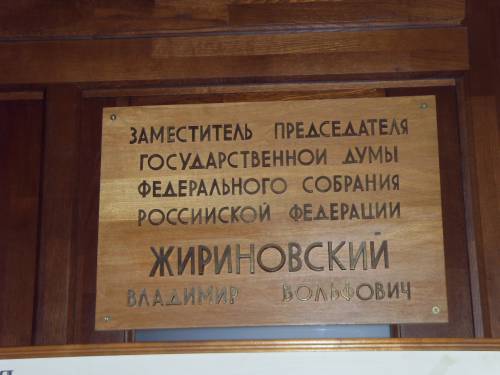 ЗАМЕСТИТЕЛЬ ПРЕДСЕДАТЕЛЯ
ГОСУДАРСТВЕННОЙ ДУМЫ
ФЕДЕРАЛЬНОГО СОБРАНИЯ
РОССИЙСКОЙ ФЕДЕРАЦИИ
ЖИРИНОВСКИЙ
ВЛАДИМИР ВОЛЬФОВИЧ